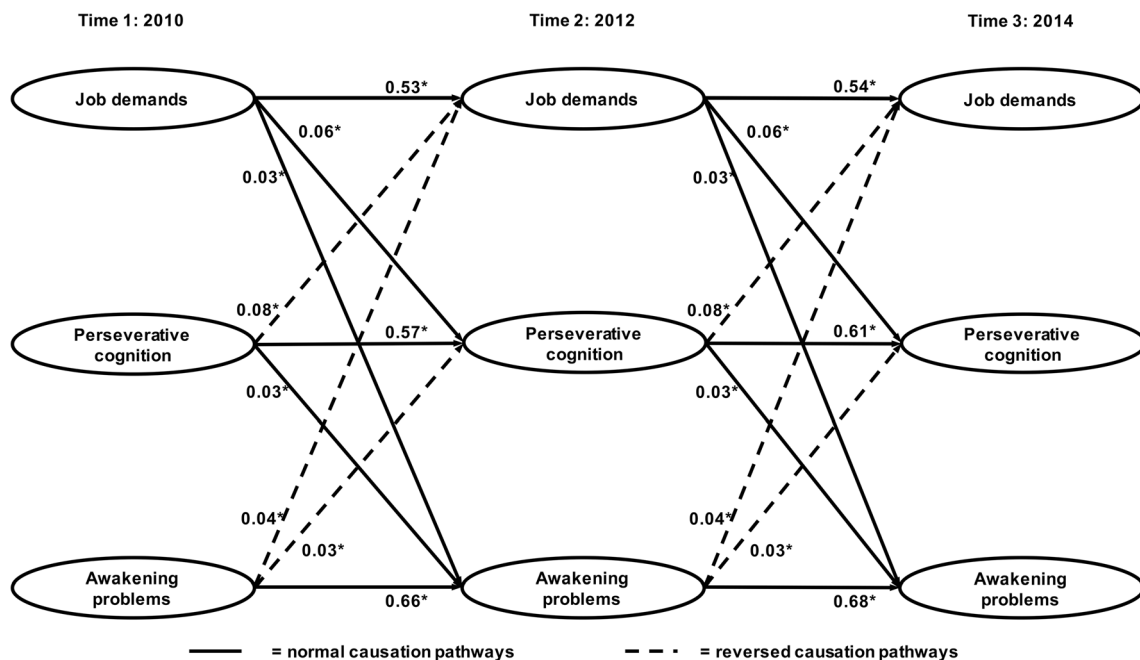 Time 1: 2010
Time 2: 2012
Time 3: 2014
Job demands
0.53*
Job demands
0.54*
Job demands
0.06*
0.06*
0.03*
0.03*
0.08*
0.08*
Perseverative
cognition
0.57*
Perseverative
cognition
0.61*
Perseverative
cognition
0.03*
0.03*
0.04*
0.04*
0.03*
0.03*
Awakening
problems
0.66*
Awakening
problems
0.68*
Awakening
problems
= normal causation pathways
= reversed causation pathways